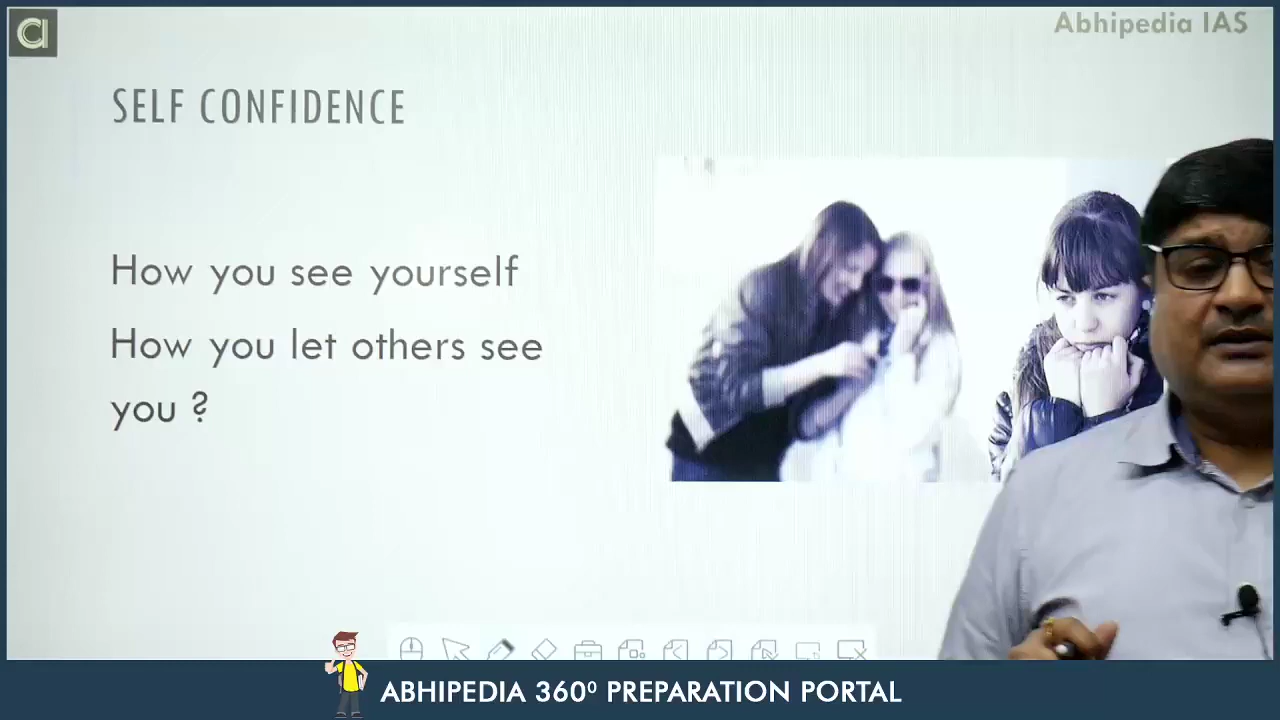 Abhipedia IAS
SELF CONFIDENCE
How you see yourself
How you let others see
you ?
ABHIPEDIA 360⁰ PREPARATION PORTAL